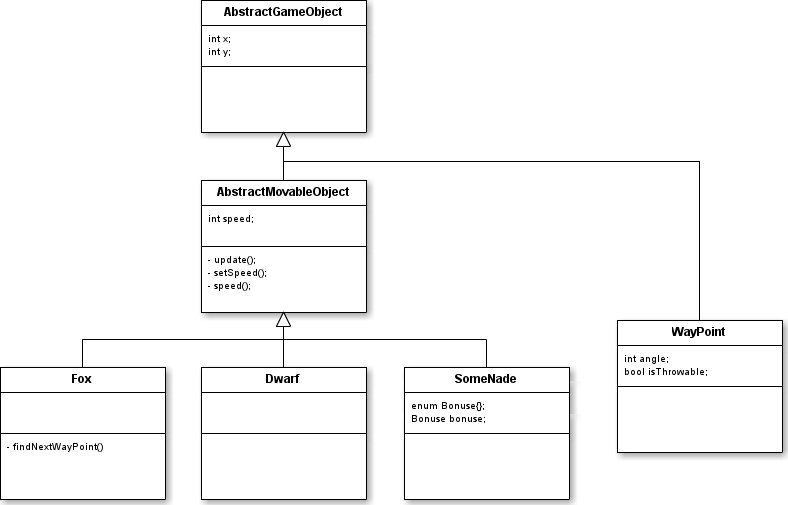 AbstractGameObject
int x;
int y;
AbstractMovableObject
int speed;
- update();
- setSpeed();
- speed();
WayPoint
int angle;
bool isThrowable;
Fox
- findNextWayPoint()
Dwarf
SomeNade
enum Bonuse{};
Bonuse bonuse;